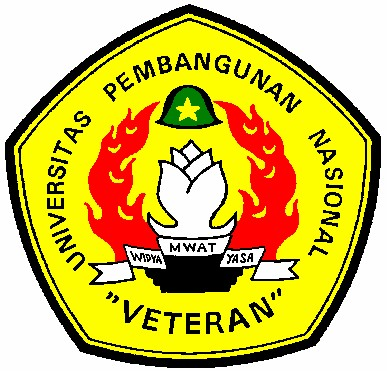 UNIVERSITAS PEMBANGUNAN NASIONAL
WIDYA MWAT YASA
"VETERAN"